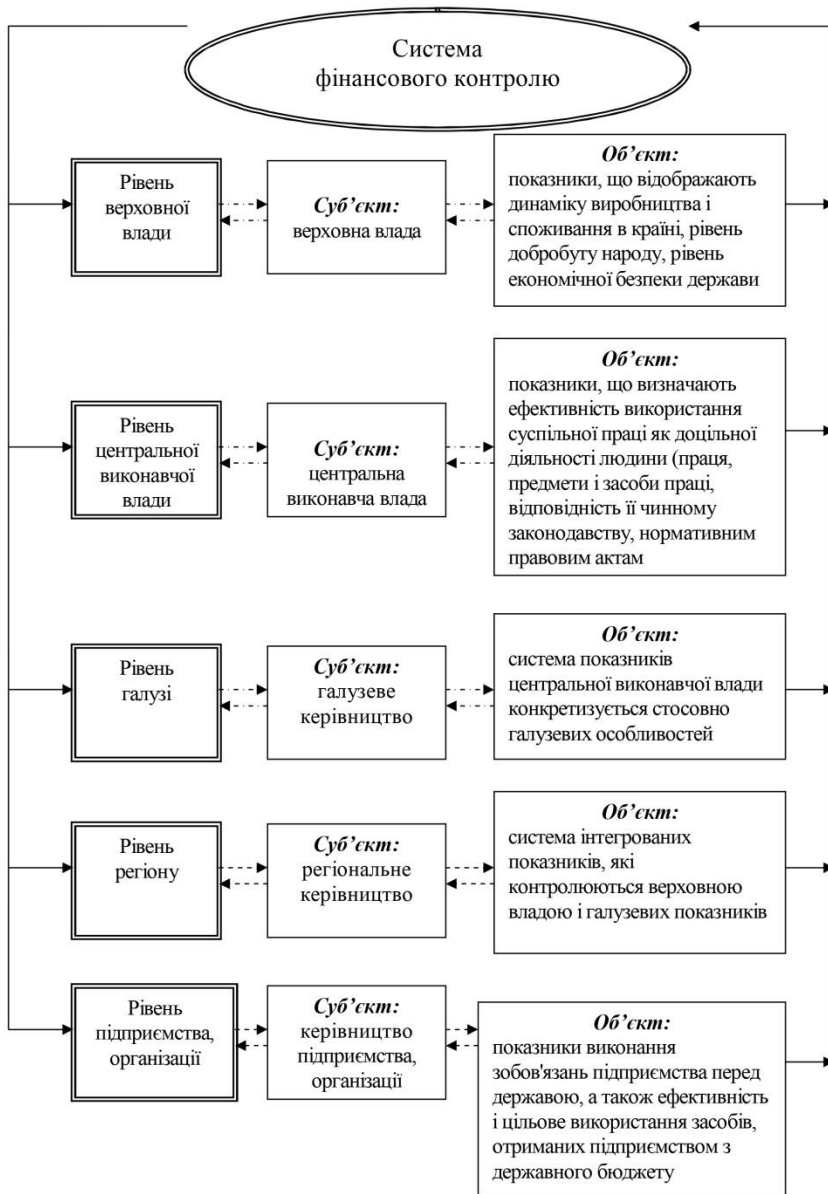 Система
фінансового контролю
Рівень
верховної
влади
Суб’єкт:
верховна влада
Об’єкт:
показники, що відображають
динаміку виробництва і
споживання в країні, рівень
добробуту народу, рівень
економічної безпеки держави
Рівень
центральної
виконавчої
влади
Суб’єкт:
центральна
виконавча влада
Об’єкт:
показники, що визначають
ефективність використання
суспільної праці як доцільної
діяльності людини (праця,
предмети і засоби праці,
відповідність її чинному
законодавству, нормативним
правовим актам
Рівень
галузі
Суб’єкт:
галузеве
керівництво
Об’єкт:
система показників
центральної виконавчої влади
конкретизується стосовно
галузевих особливостей
Рівень
регіону
Суб’єкт:
регіональне
керівництво
Об’єкт:
система інтегрованих
показників, які
контролюються верховною
владою і галузевих показників
Рівень
підприємства,
організації
Суб’єкт:
керівництво
підприємства,
організації
Об’єкт:
показники виконання
зобов'язань підприємства перед
державою, а також ефективність
і цільове використання засобів,
отриманих підприємством з
державного бюджету